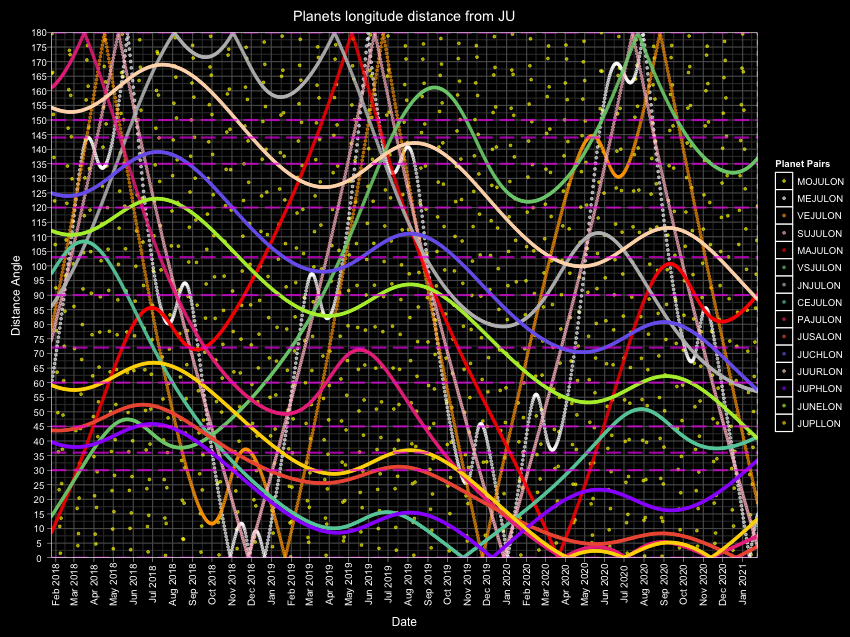 Planets longitude distance from JU
180
175
170
165
160
155
150
145
140
135
130
125
120
115
110
105
100
95
90
85
80
75
70
65
60
55
50
45
40
35
30
25
20
15
10
5
0
Distance Angle
Feb 2018
Mar 2018
Apr 2018
May 2018
Jun 2018
Jul 2018
Aug 2018
Sep 2018
Oct 2018
Nov 2018
Dec 2018
Jan 2019
Feb 2019
Mar 2019
Apr 2019
May 2019
Jun 2019
Jul 2019
Aug 2019
Sep 2019
Oct 2019
Nov 2019
Dec 2019
Jan 2020
Feb 2020
Mar 2020
Apr 2020
May 2020
Jun 2020
Jul 2020
Aug 2020
Sep 2020
Oct 2020
Nov 2020
Dec 2020
Jan 2021
Date
Planet Pairs
MOJULON
MEJULON
VEJULON
SUJULON
MAJULON
VSJULON
JNJULON
CEJULON
PAJULON
JUSALON
JUCHLON
JUURLON
JUPHLON
JUNELON
JUPLLON